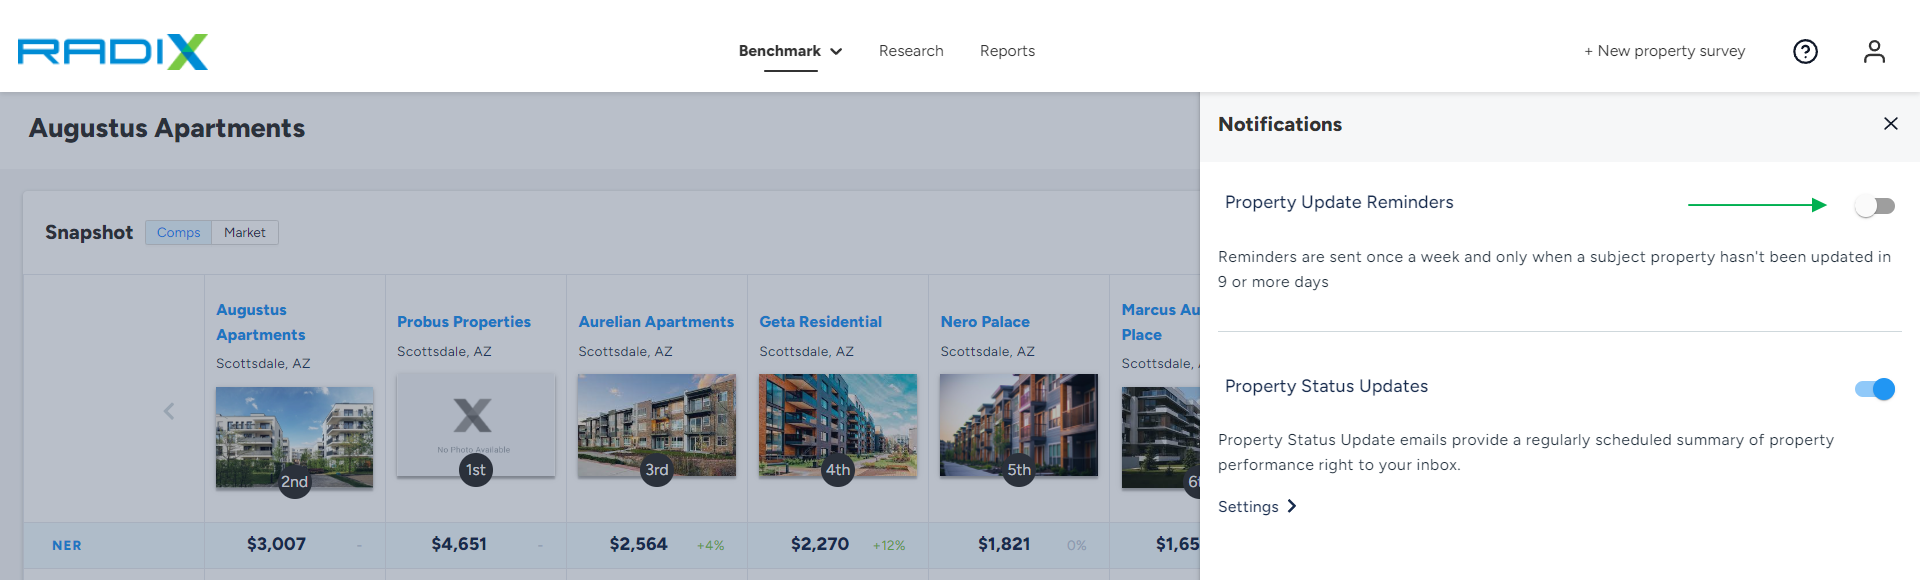 RADIX
Benchmark
Research
Reports
+ New property survey
Augustus Apartments
Notifications
Property Update Reminders
Reminders are sent once a week and only when a subject property hasn't been updated in
9 or more days
Property Status Updates
Property Status Update emails provide a regularly scheduled summary of property
performance right to your inbox.
Settings
Snapshot
Comps
Market
Augustus
Apartments
Scottsdale, AZ
2nd
Probus Properties
Scottsdale, AZ
No Photo Available
1st
Aurelian Apartments
Scottsdale, AZ
3rd
Geta Residential
Scottsdale, AZ
4th
Nero Palace
Scottsdale, AZ
5th
Marcus Au
Place
Scottsdale,
6t
NER
$3,007
-
$4,651
-
$2,564
+4%
$2,270
+12%
$1,821
0%
$1,65